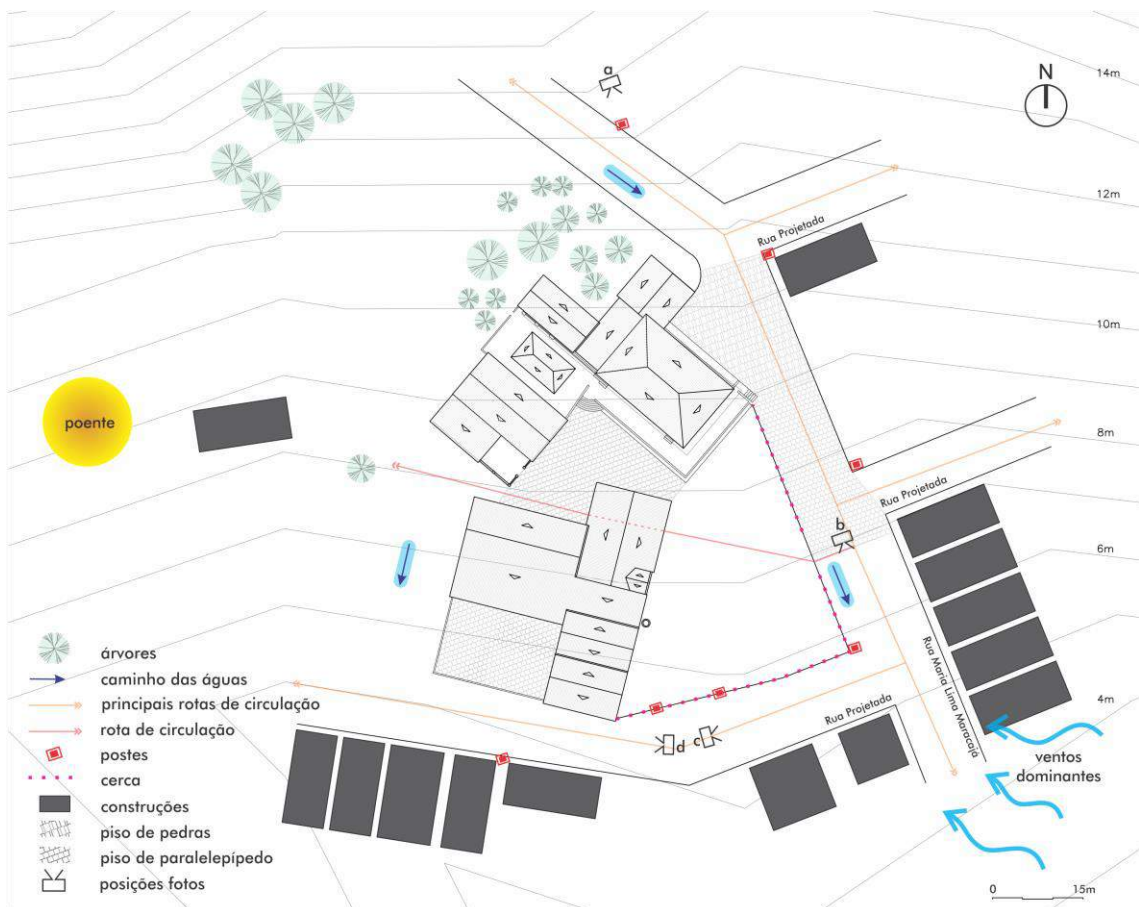 a
N
14m
12m
Rua Projetada
10m
poente
8m
Rua Projetada
b
6m
o
Rua Maria Lima Maracajá
4m
Rua Projetada
d
c
ventos
dominantes
árvores
caminho das águas
principais rotas de circulação
rota de circulação
postes
cerca
construções
piso de pedras
piso de paralelepípedo
posições fotos
0
15m